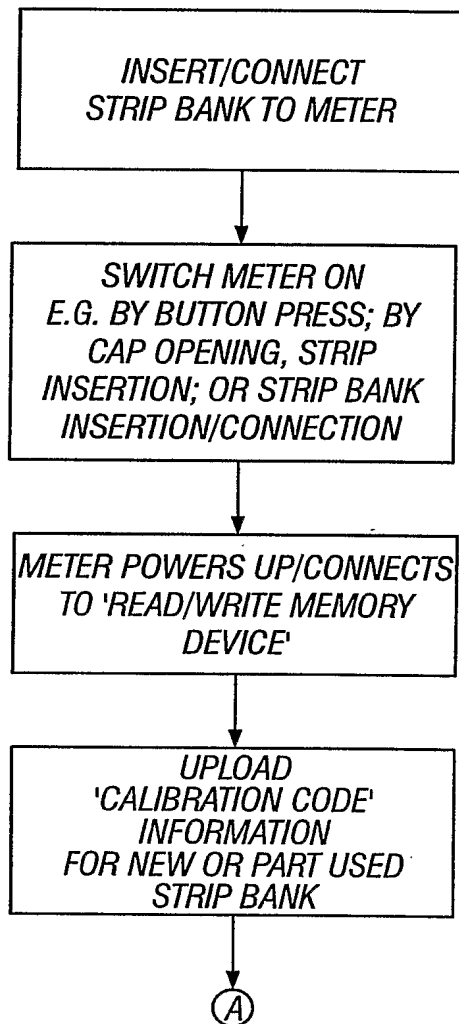 INSERT/CONNECT
STRIP BANK TO METER
SWITCH METER ON
E.G. BY BUTTON PRESS; BY
CAP OPENING, STRIP
INSERTION; OR STRIP BANK
INSERTION/CONNECTION
METER POWERS UP/CONNECTS
TO 'READ/WRITE MEMORY
DEVICE'
UPLOAD
'CALIBRATION CODE'
INFORMATION
FOR NEW OR PART USED
STRIP BANK
A